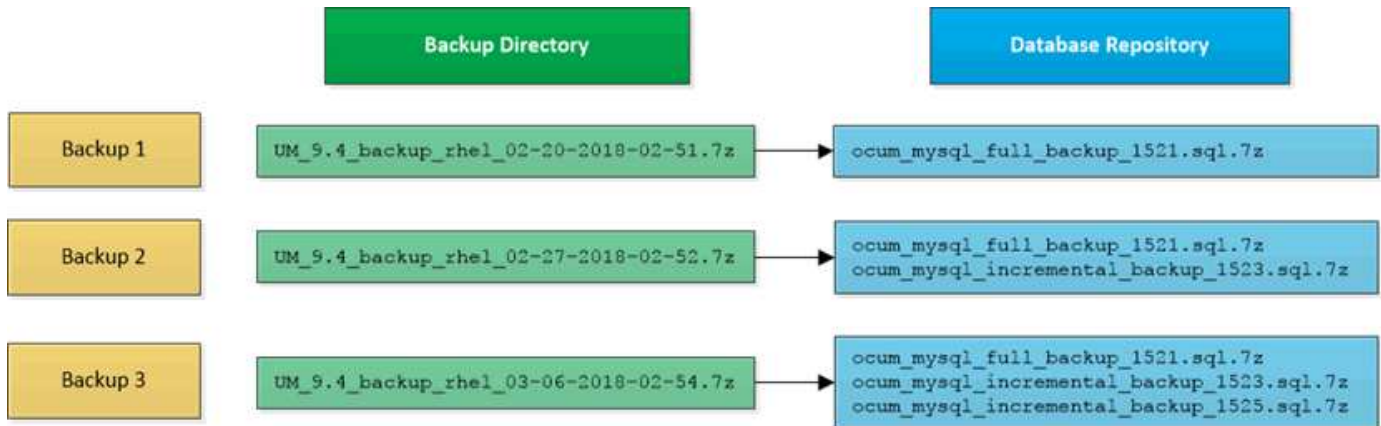 Backup Directory
Database Repository
Backup 1
UM_9.4_backup_rhel_02-20-2018-02-51.7z
ocum_mysql_full_backup_1521.sql.7z
Backup 2
UM_9.4_backup_rhel_02-27-2018-02-52.7z
ocum_mysql_full_backup_1521.sql.7z
ocum_mysql_incremental_backup_1523.sql.7z
Backup 3
UM_9.4_backup_rhel_03-06-2018-02-54.7z
ocum_mysql_full_backup_1521.sql.7z
ocum_mysql_incremental_backup_1523.sql.7z
ocum_mysql_incremental_backup_1525.sql.7z